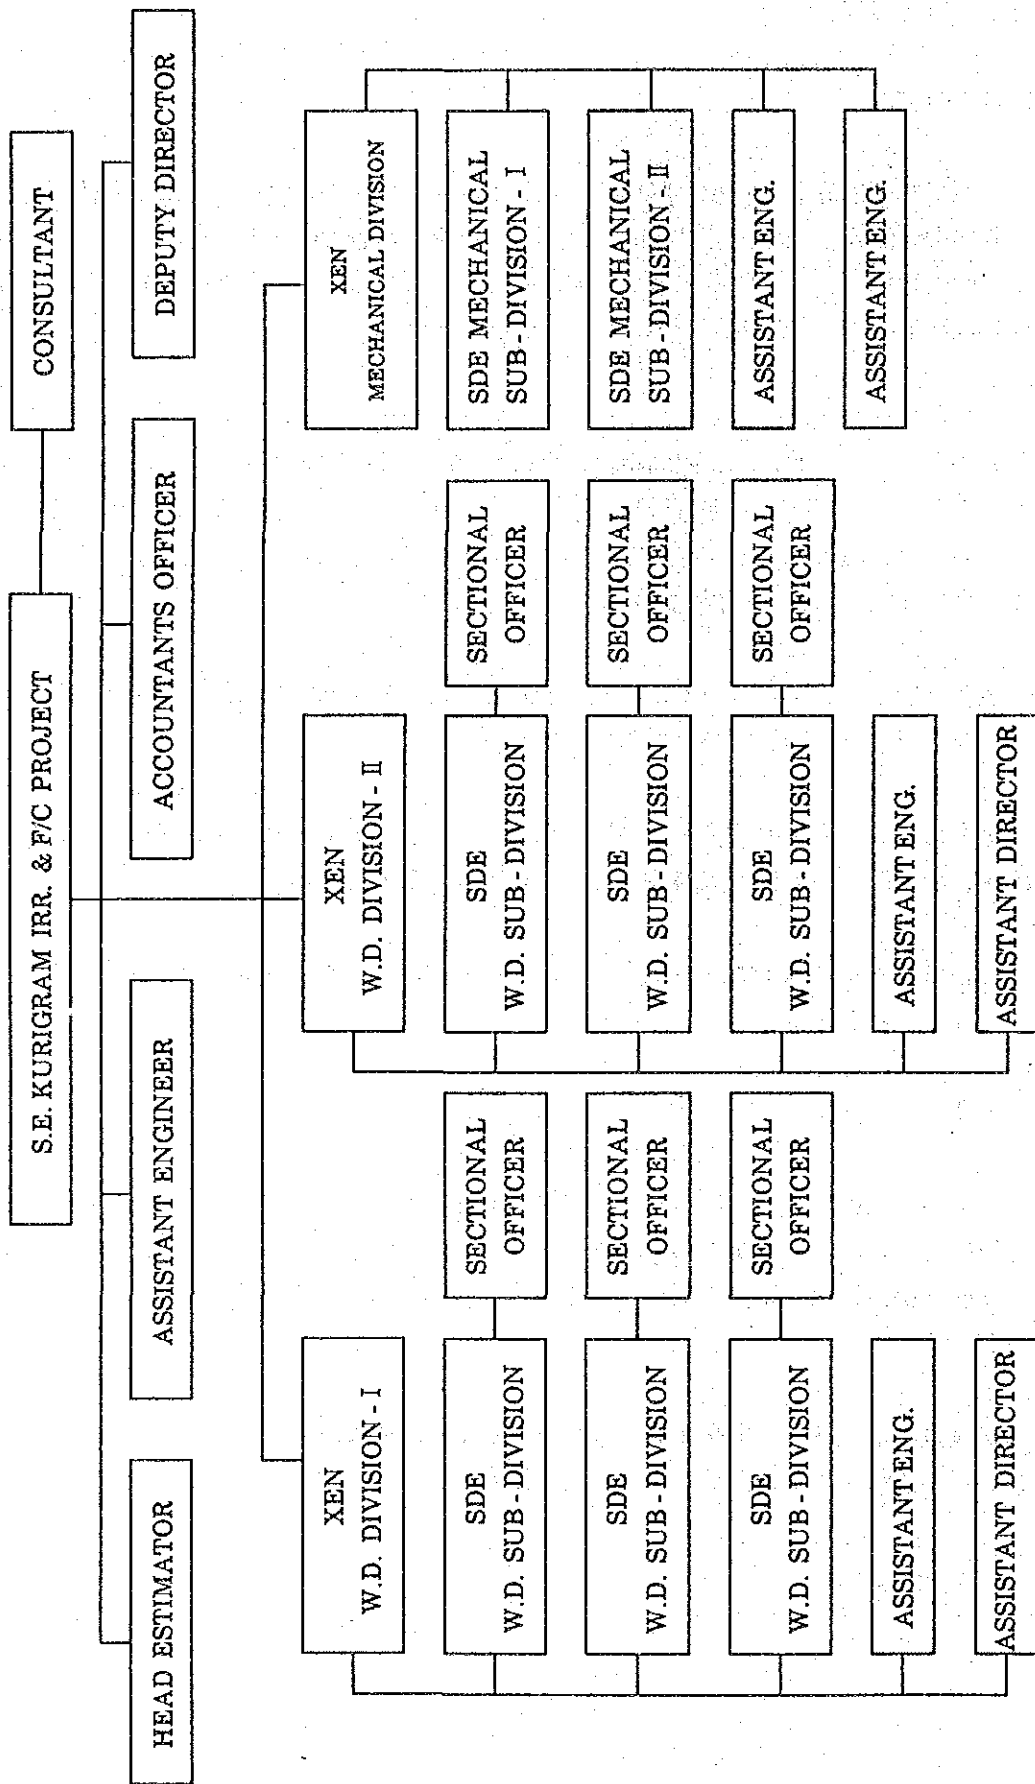 S.E. KURIGRAM IRR. & F/C PROJECT
CONSULTANT
HEAD ESTIMATOR
ASSISTANT ENGINEER
ACCOUNTANTS OFFICER
DEPUTY DIRECTOR
XEN
W.D. DIVISION - I
SDE
W.D. SUB - DIVISION
SECTIONAL
OFFICER
SDE
W.D. SUB - DIVISION
SECTIONAL
OFFICER
SDE
W.D. SUB - DIVISION
SECTIONAL
OFFICER
ASSISTANT ENG.
ASSISTANT DIRECTOR
XEN
W.D. DIVISION - II
SDE
W.D. SUB - DIVISION
SECTIONAL
OFFICER
SDE
W.D. SUB - DIVISION
SECTIONAL
OFFICER
SDE
W.D. SUB - DIVISION
SECTIONAL
OFFICER
ASSISTANT ENG.
ASSISTANT DIRECTOR
XEN
MECHANICAL DIVISION
SDE MECHANICAL
SUB - DIVISION - I
SDE MECHANICAL
SUB - DIVISION - II
ASSISTANT ENG.
ASSISTANT ENG.